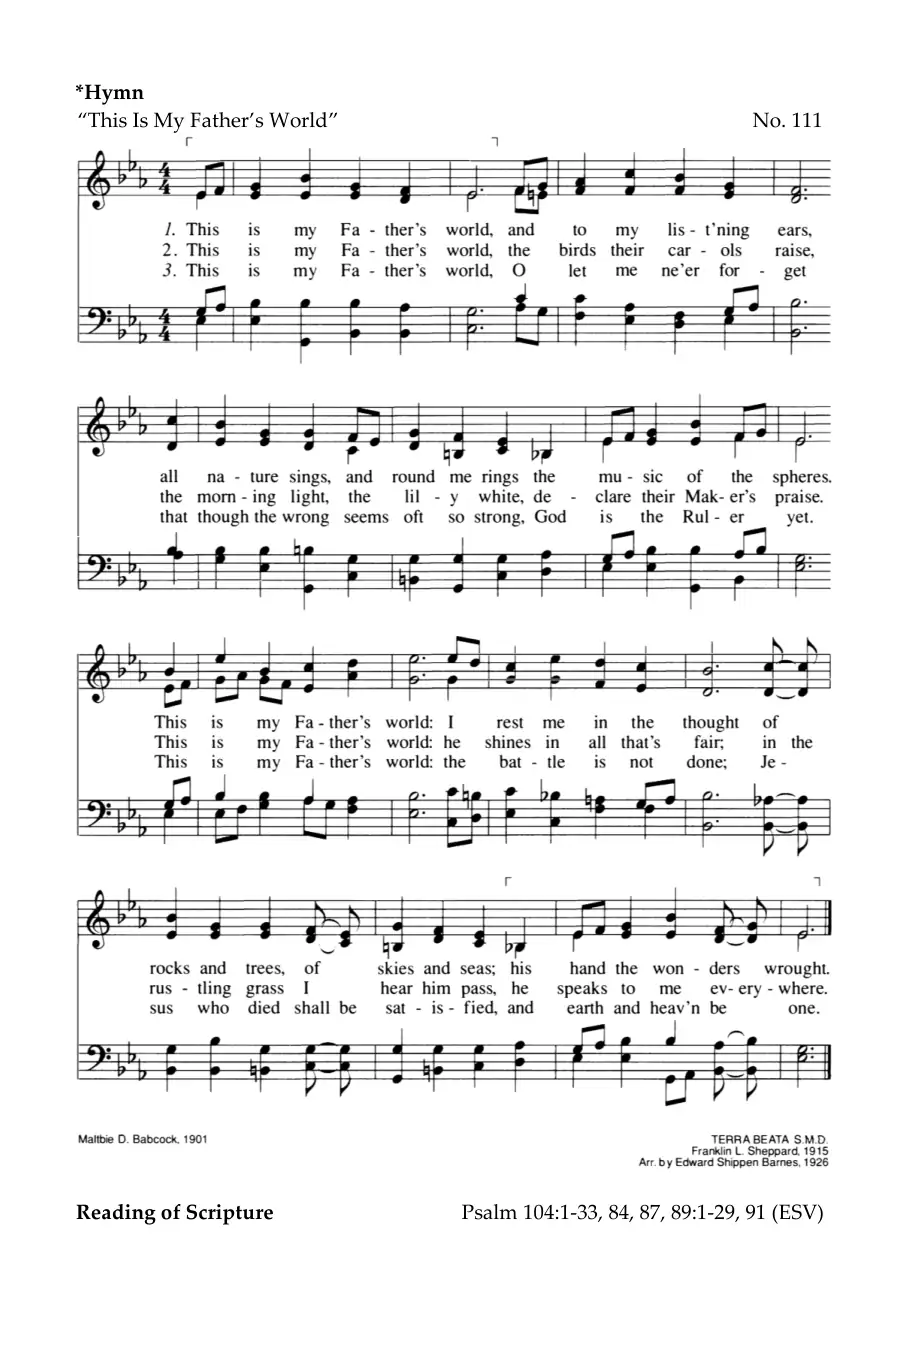 *Hymn
“This Is My Father’s World” No. 111
1. This is my Fa - ther's world, and to my lis - t'ning ears,
2. This is my Fa - ther's world, the birds their car - ols raise,
3. This is my Fa - ther's world, O let me ne'er for - get
all na - ture sings, and round me rings the mu - sic of the spheres.
the morn - ing light, the lil - y white, de - clare their Mak- er's praise.
that though the wrong seems oft so strong, God is the Rul - er yet.
This is my Fa - ther's world: I rest me in the thought of
This is my Fa - ther's world: he shines in all that's fair; in the
This is my Fa - ther's world: the bat - tle is not done; Je -
rocks and trees, of skies and seas; his hand the won - ders wrought.
rus - tling grass I hear him pass, he speaks to me ev- ery - where.
sus who died shall be sat - is - fied, and earth and heav'n be one.
Maltbie D. Babcock, 1901 TERRA BEATA S.M.D.
Franklin L. Sheppard, 1915
Arr. by Edward Shippen Barnes, 1926
Reading of Scripture Psalm 104:1-33, 84, 87, 89:1-29, 91 (ESV)